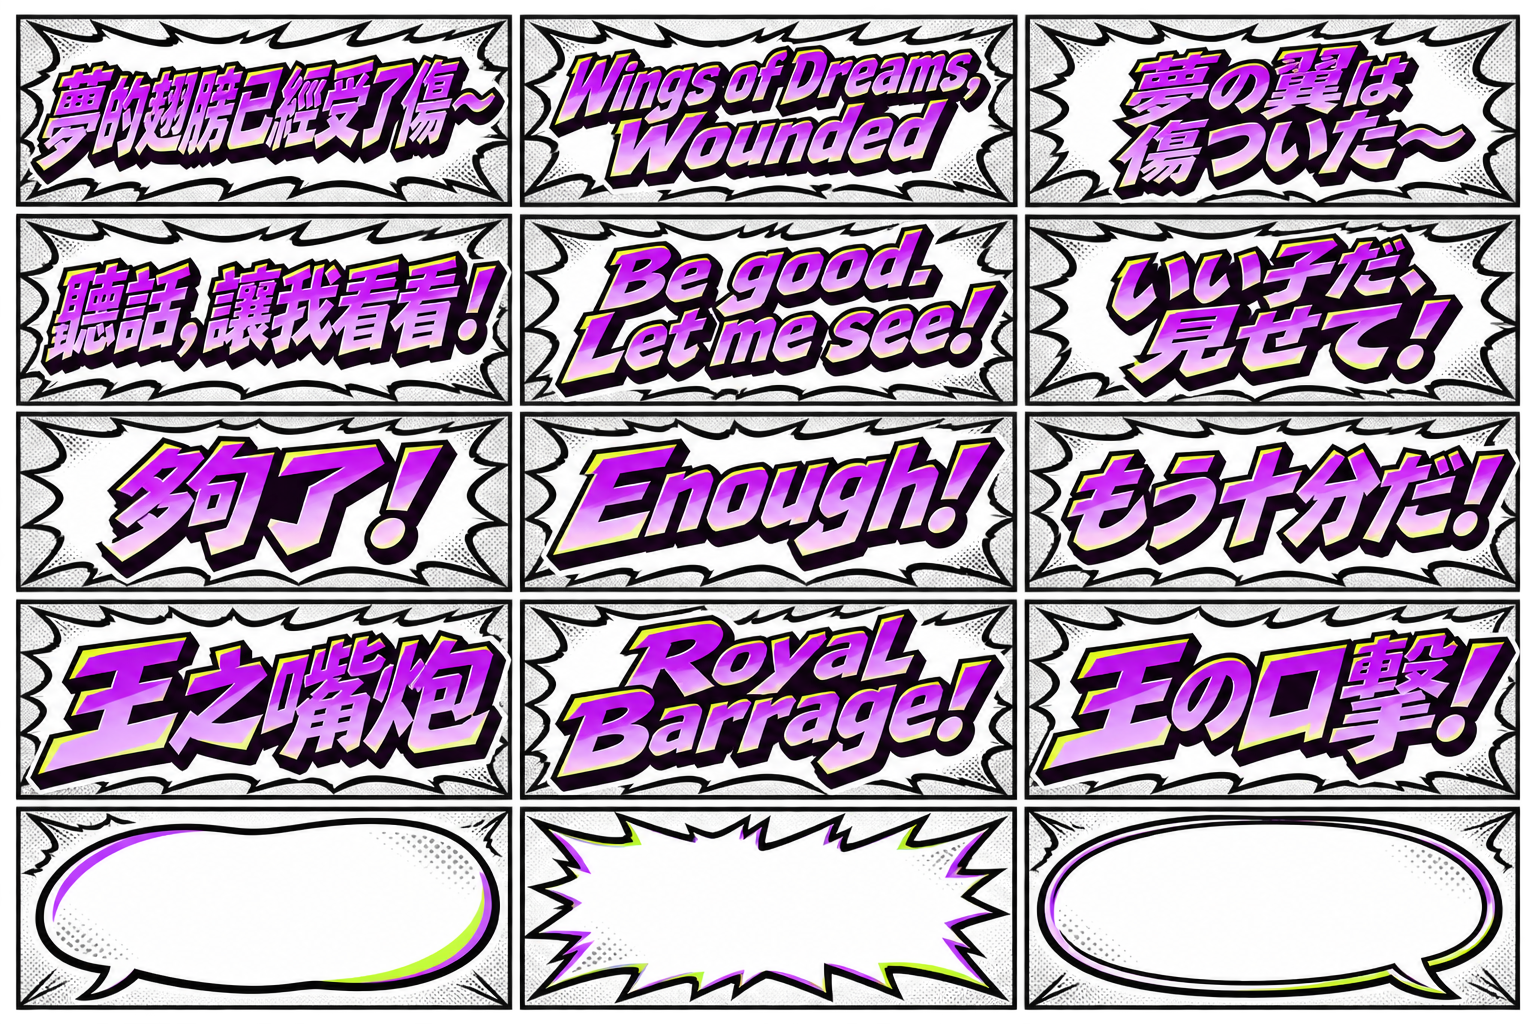 夢的翅膀已經受了傷~
Wings of Dreams,
Wounded
夢の翼は
傷ついた~
聽話,讓我看看!
Be good.
Let me see!
いい子だ、
見せて!
夠了!
Enough!
もう十分だ!
王之嘴炮
Royal
Barrage!
王の口撃!